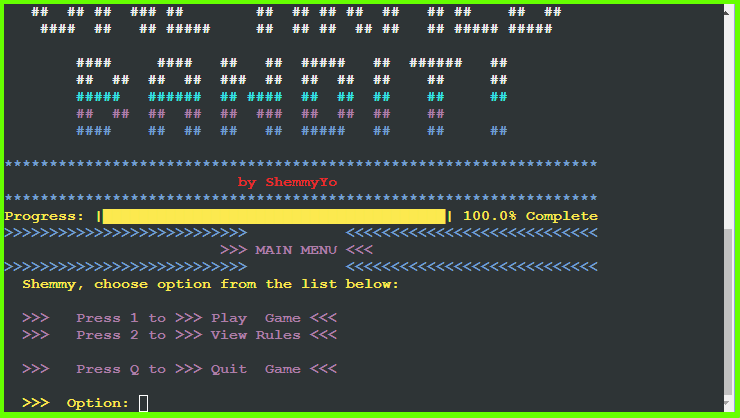 BANDIT!
************************************************************************
by ShemmyYo
************************************************************************
Progress: |██████████████████████████████████████| 100.0% Complete
>>>>>>>>>>>>>>>>>>>>>>>>>>> <<<<<<<<<<<<<<<<<<<<<<<<<<<<
>>> MAIN MENU <<<
>>>>>>>>>>>>>>>>>>>>>>>>>>> <<<<<<<<<<<<<<<<<<<<<<<<<<<<
Shemmy, choose option from the list below:
>>> Press 1 to >>> Play Game <<<
>>> Press 2 to >>> View Rules <<<
>>> Press Q to >>> Quit Game <<<
>>> Option: